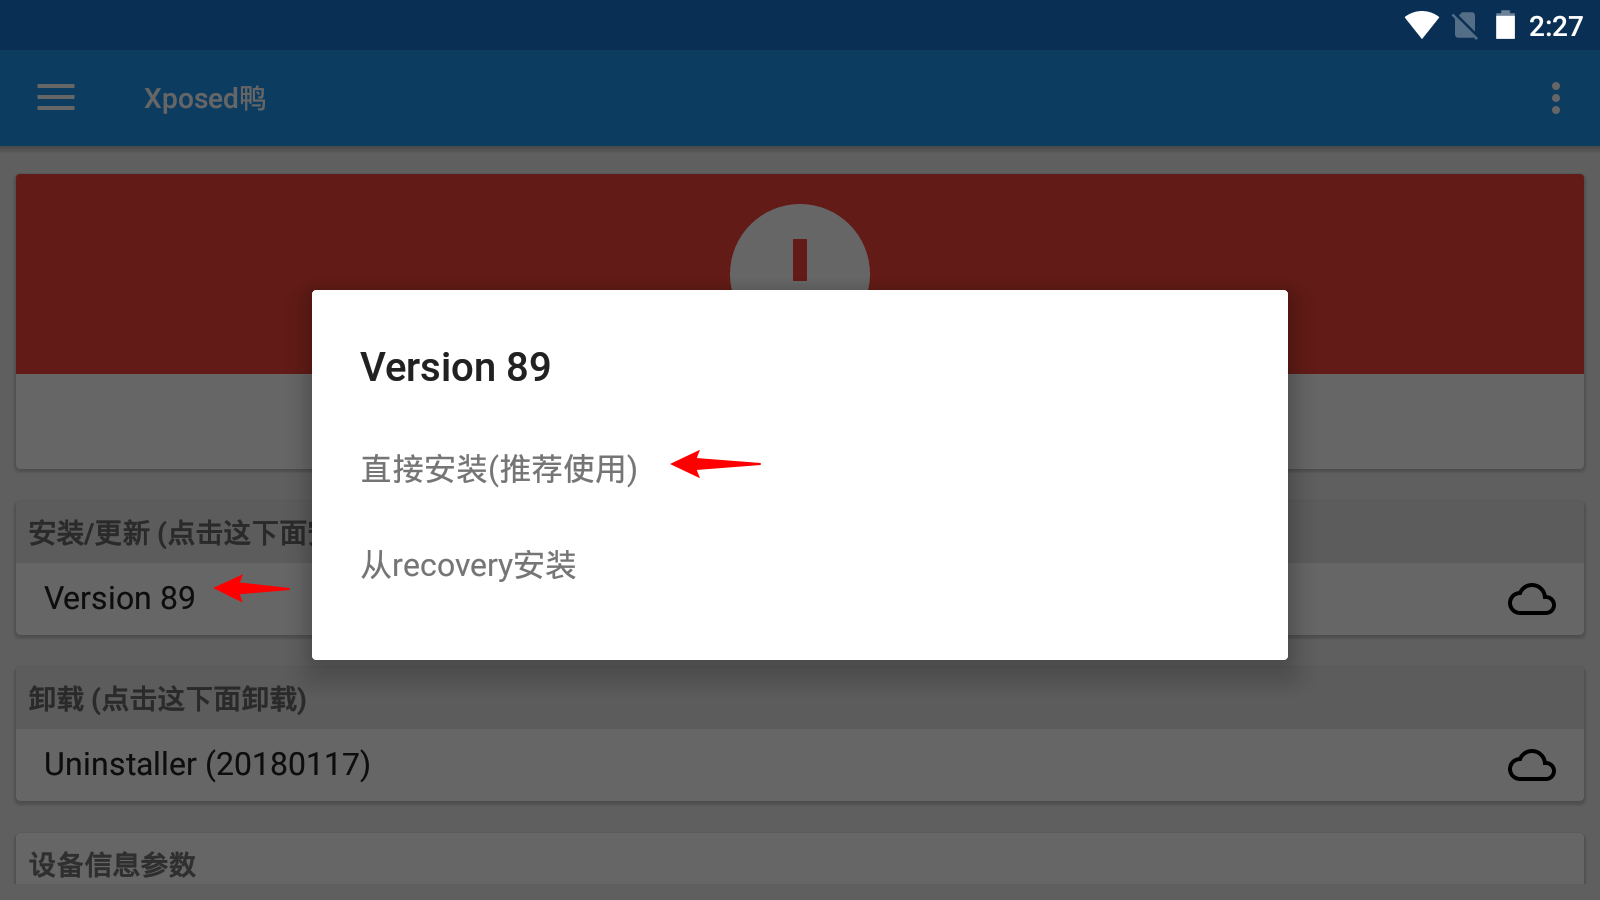 2:27
Xposed鸭
Version 89
直接安装(推荐使用)
从recovery安装
安装/更新 (点击这下面
Version 89
卸载 (点击这下面卸载)
Uninstaller (20180117)
设备信息参数